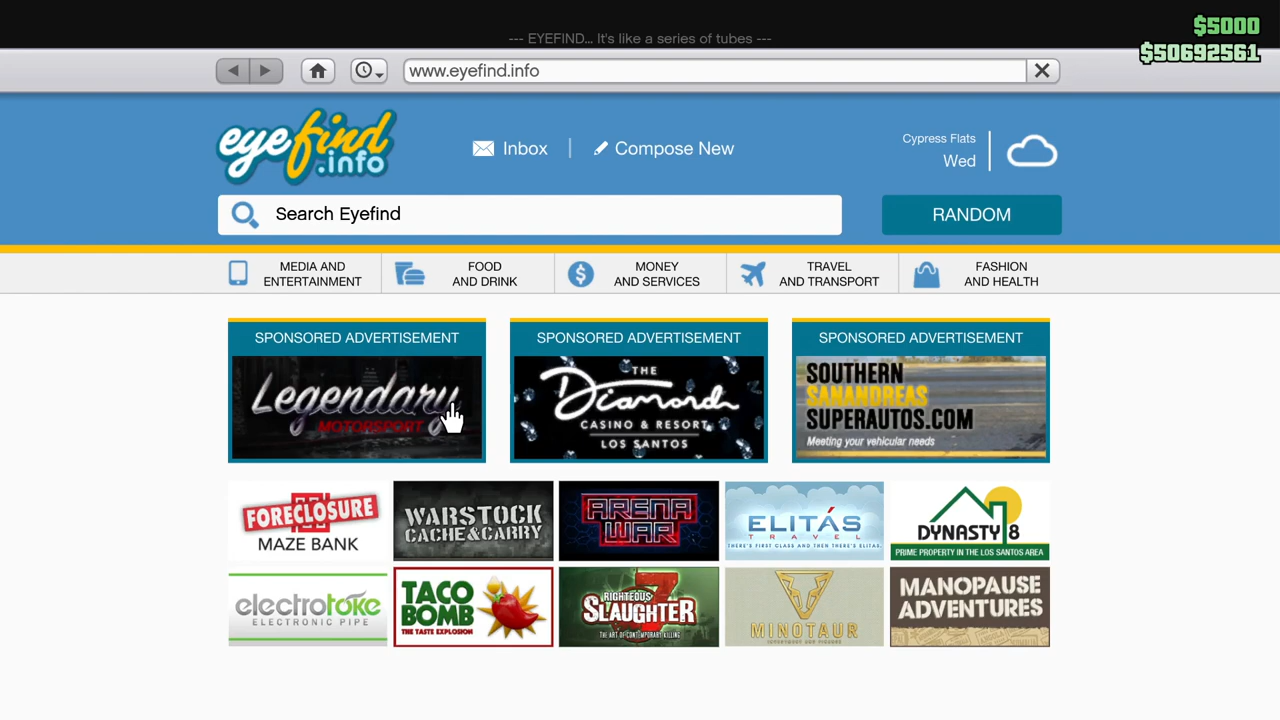 --- EYEFIND... It's like a series of tubes ---
$5000
$50692561
www.eyefind.info
eyefind
.info
Inbox
Compose New
Cypress Flats
Wed
Search Eyefind
RANDOM
MEDIA AND
ENTERTAINMENT
FOOD
AND DRINK
MONEY
AND SERVICES
TRAVEL
AND TRANSPORT
FASHION
AND HEALTH
SPONSORED ADVERTISEMENT
Legendary
MOTORSPORT
SPONSORED ADVERTISEMENT
THE
Diamond
CASINO & RESORT
LOS SANTOS
SPONSORED ADVERTISEMENT
SOUTHERN
SANANDREAS
SUPERAUTOS.COM
Meeting your vehicular needs
FORECLOSURE
MAZE BANK
WARSTOCK
CACHE&CARRY
ARENA
WAR
ELITÁS
TRAVEL
THERE'S FIRST CLASS AND THEN THERE'S ELITAS.
DYNASTY 8
PRIME PROPERTY IN THE LOS SANTOS AREA
electrotoke
ELECTRONIC PIPE
TACO
BOMB
THE TASTE EXPLOSION
RIGHTEOUS
SLAUGHTER
7
THE ART OF CONTEMPORARY KILLING
MINOTAUR
MANOPAUSE
ADVENTURES